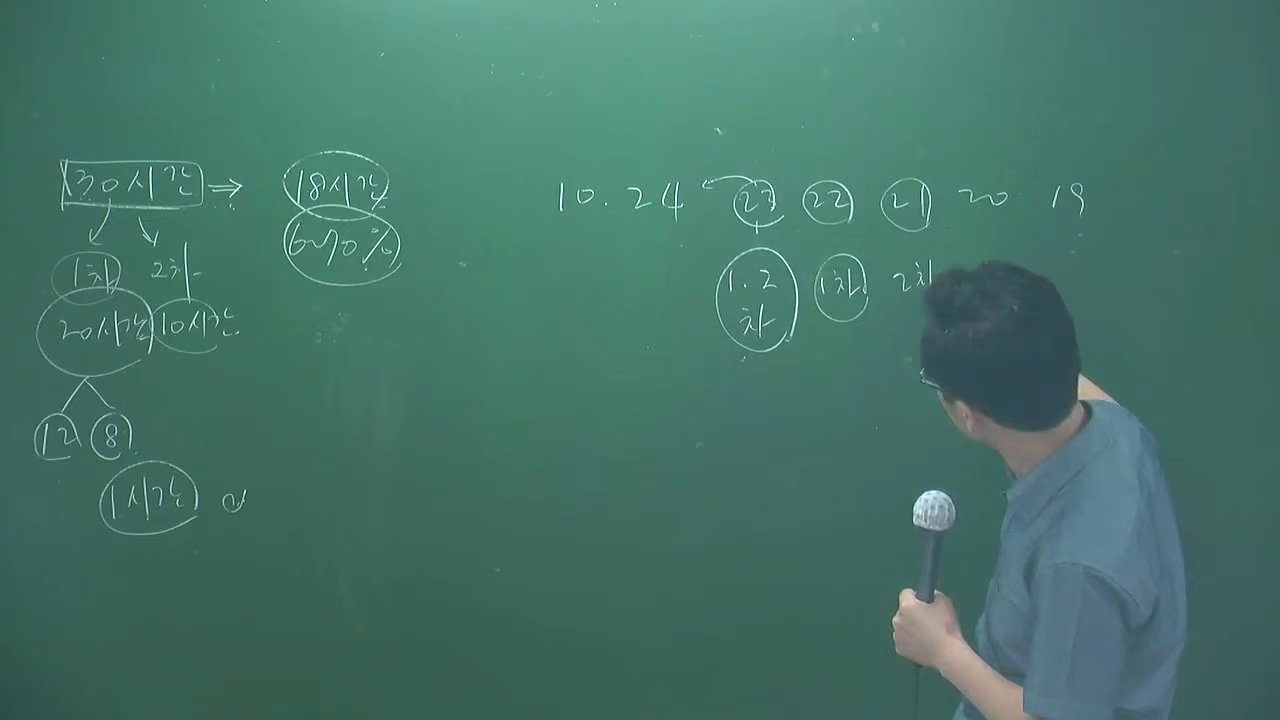 30시간 ⇒ 18시간
60~70%
1차 2차
20시간 10시간
12 8
1시간
10. 24 ← 23 22 21 20 19
1.2차 1차 2차